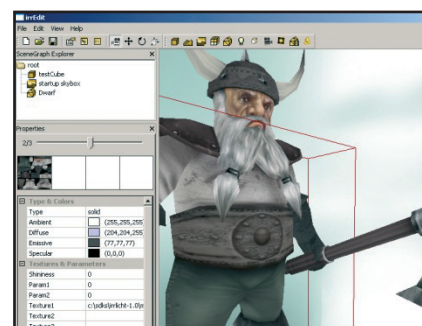 irrEdit
File Edit View Help
SceneGraph Explorer ×
root
testCube
startup skybox
Dwarf
Properties ×
2/3
Type & Colors
Type solid
Ambient (255,255,255)
Diffuse (204,204,255)
Emissive (77,77,77)
Specular (0,0,0)
Textures & Parameters
Shininess 0
Param1 0
Param2 0
Texture1 c:\sdks\irrlicht-1.0\m
Texture2